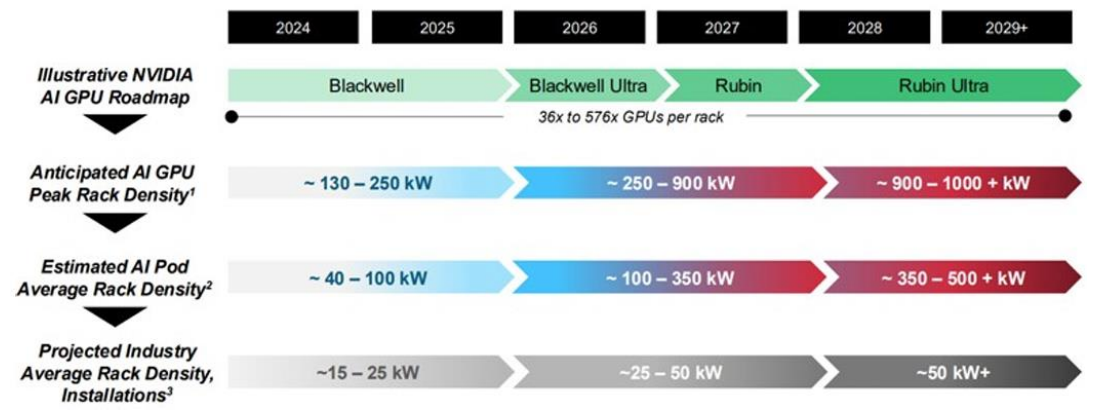 2024 2025 2026 2027 2028 2029+
Illustrative NVIDIA
AI GPU Roadmap
Blackwell Blackwell Ultra Rubin Rubin Ultra
36x to 576x GPUs per rack
Anticipated AI GPU
Peak Rack Density¹
~ 130 – 250 kW ~ 250 – 900 kW ~ 900 – 1000 + kW
Estimated AI Pod
Average Rack Density²
~ 40 – 100 kW ~ 100 – 350 kW ~ 350 – 500 + kW
Projected Industry
Average Rack Density,
Installations³
~15 – 25 kW ~25 – 50 kW ~50 kW+